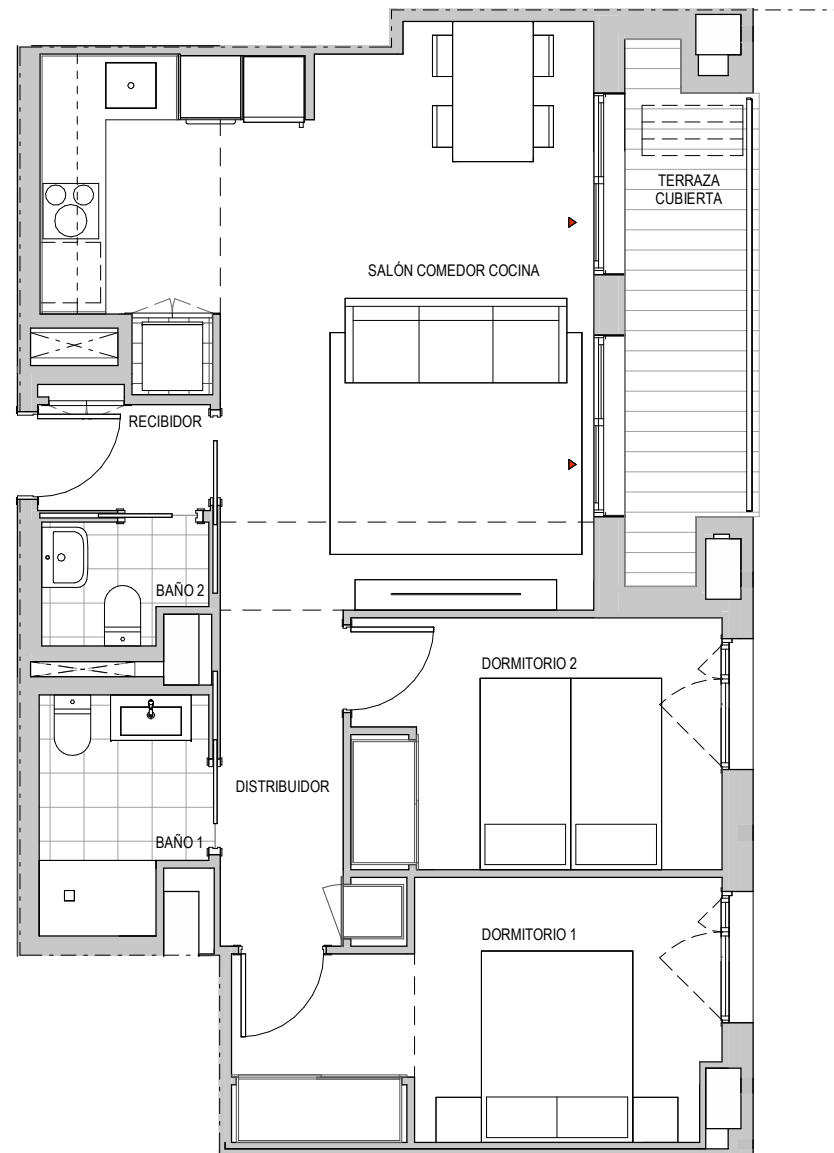 TERRAZA
CUBIERTA
SALÓN COMEDOR COCINA
RECIBIDOR
BAÑO 2
DORMITORIO 2
DISTRIBUIDOR
BAÑO 1
DORMITORIO 1